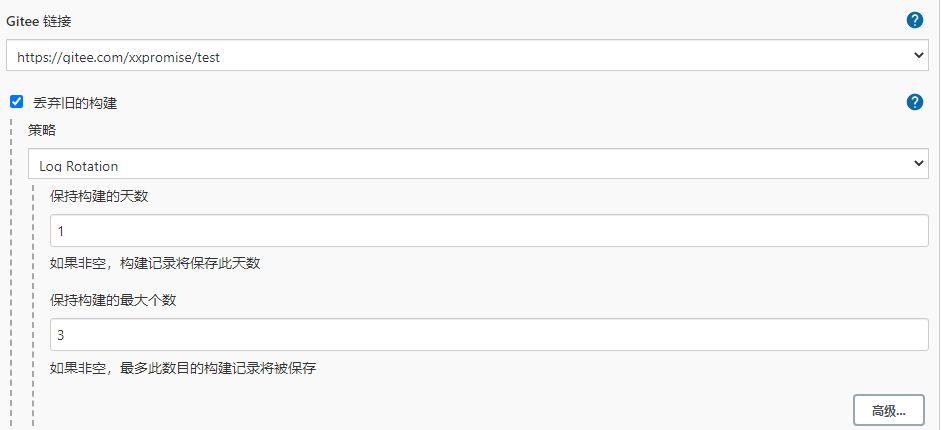 Gitee 链接
https://gitee.com/xxpromise/test
丢弃旧的构建
策略
Log Rotation
保持构建的天数
1
如果非空，构建记录将保存此天数
保持构建的最大个数
3
如果非空，最多此数目的构建记录将被保存
高级...